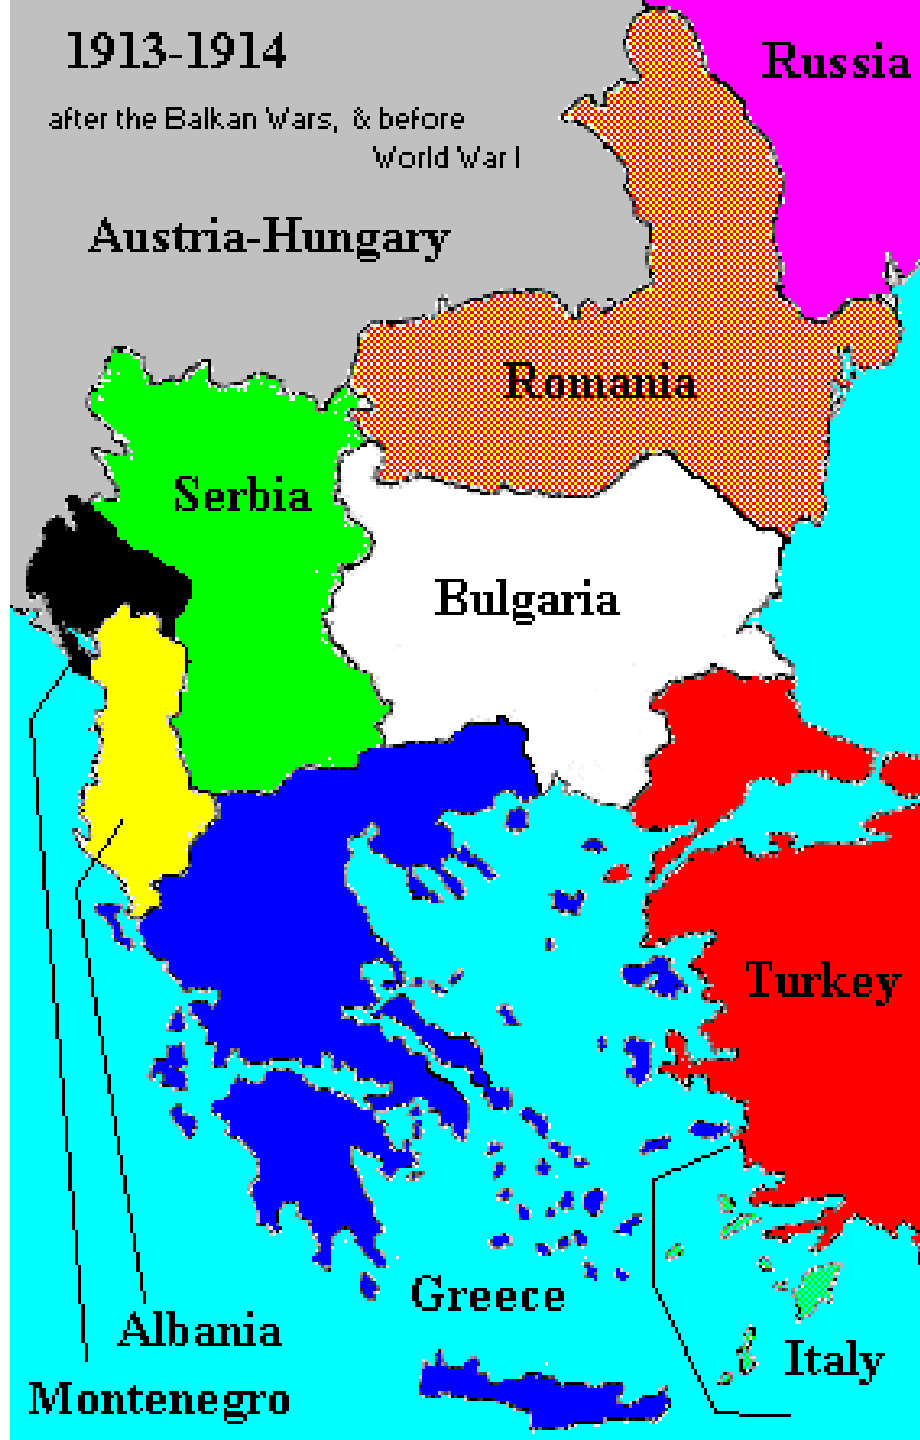 1913-1914
Russia
after the Balkan Wars, & before
World War I
Austria-Hungary
Romania
Serbia
Bulgaria
Turkey
Greece
Albania
Italy
Montenegro